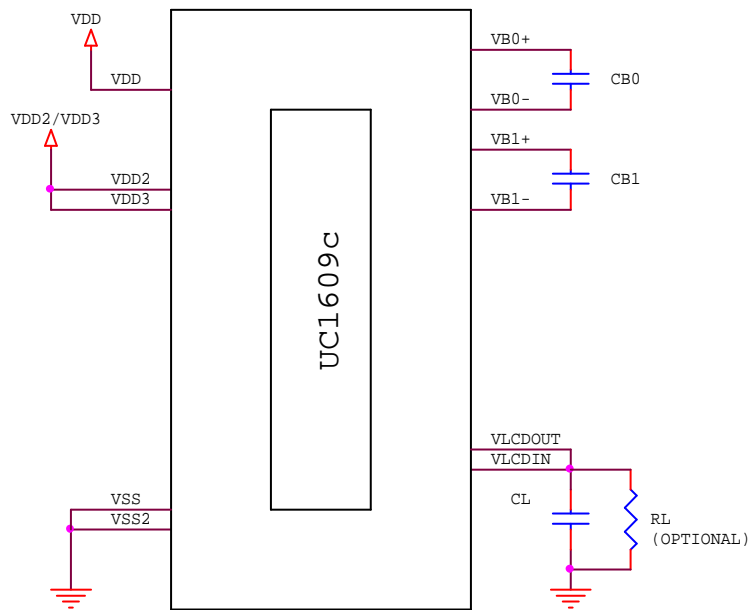 VDD
VDD
VDD2/VDD3
VDD2
VDD3
VSS
VSS2
UC1609c
VB0+
CB0
VB0-
VB1+
CB1
VB1-
VLCDOUT
VLCDIN
CL
RL
(OPTIONAL)